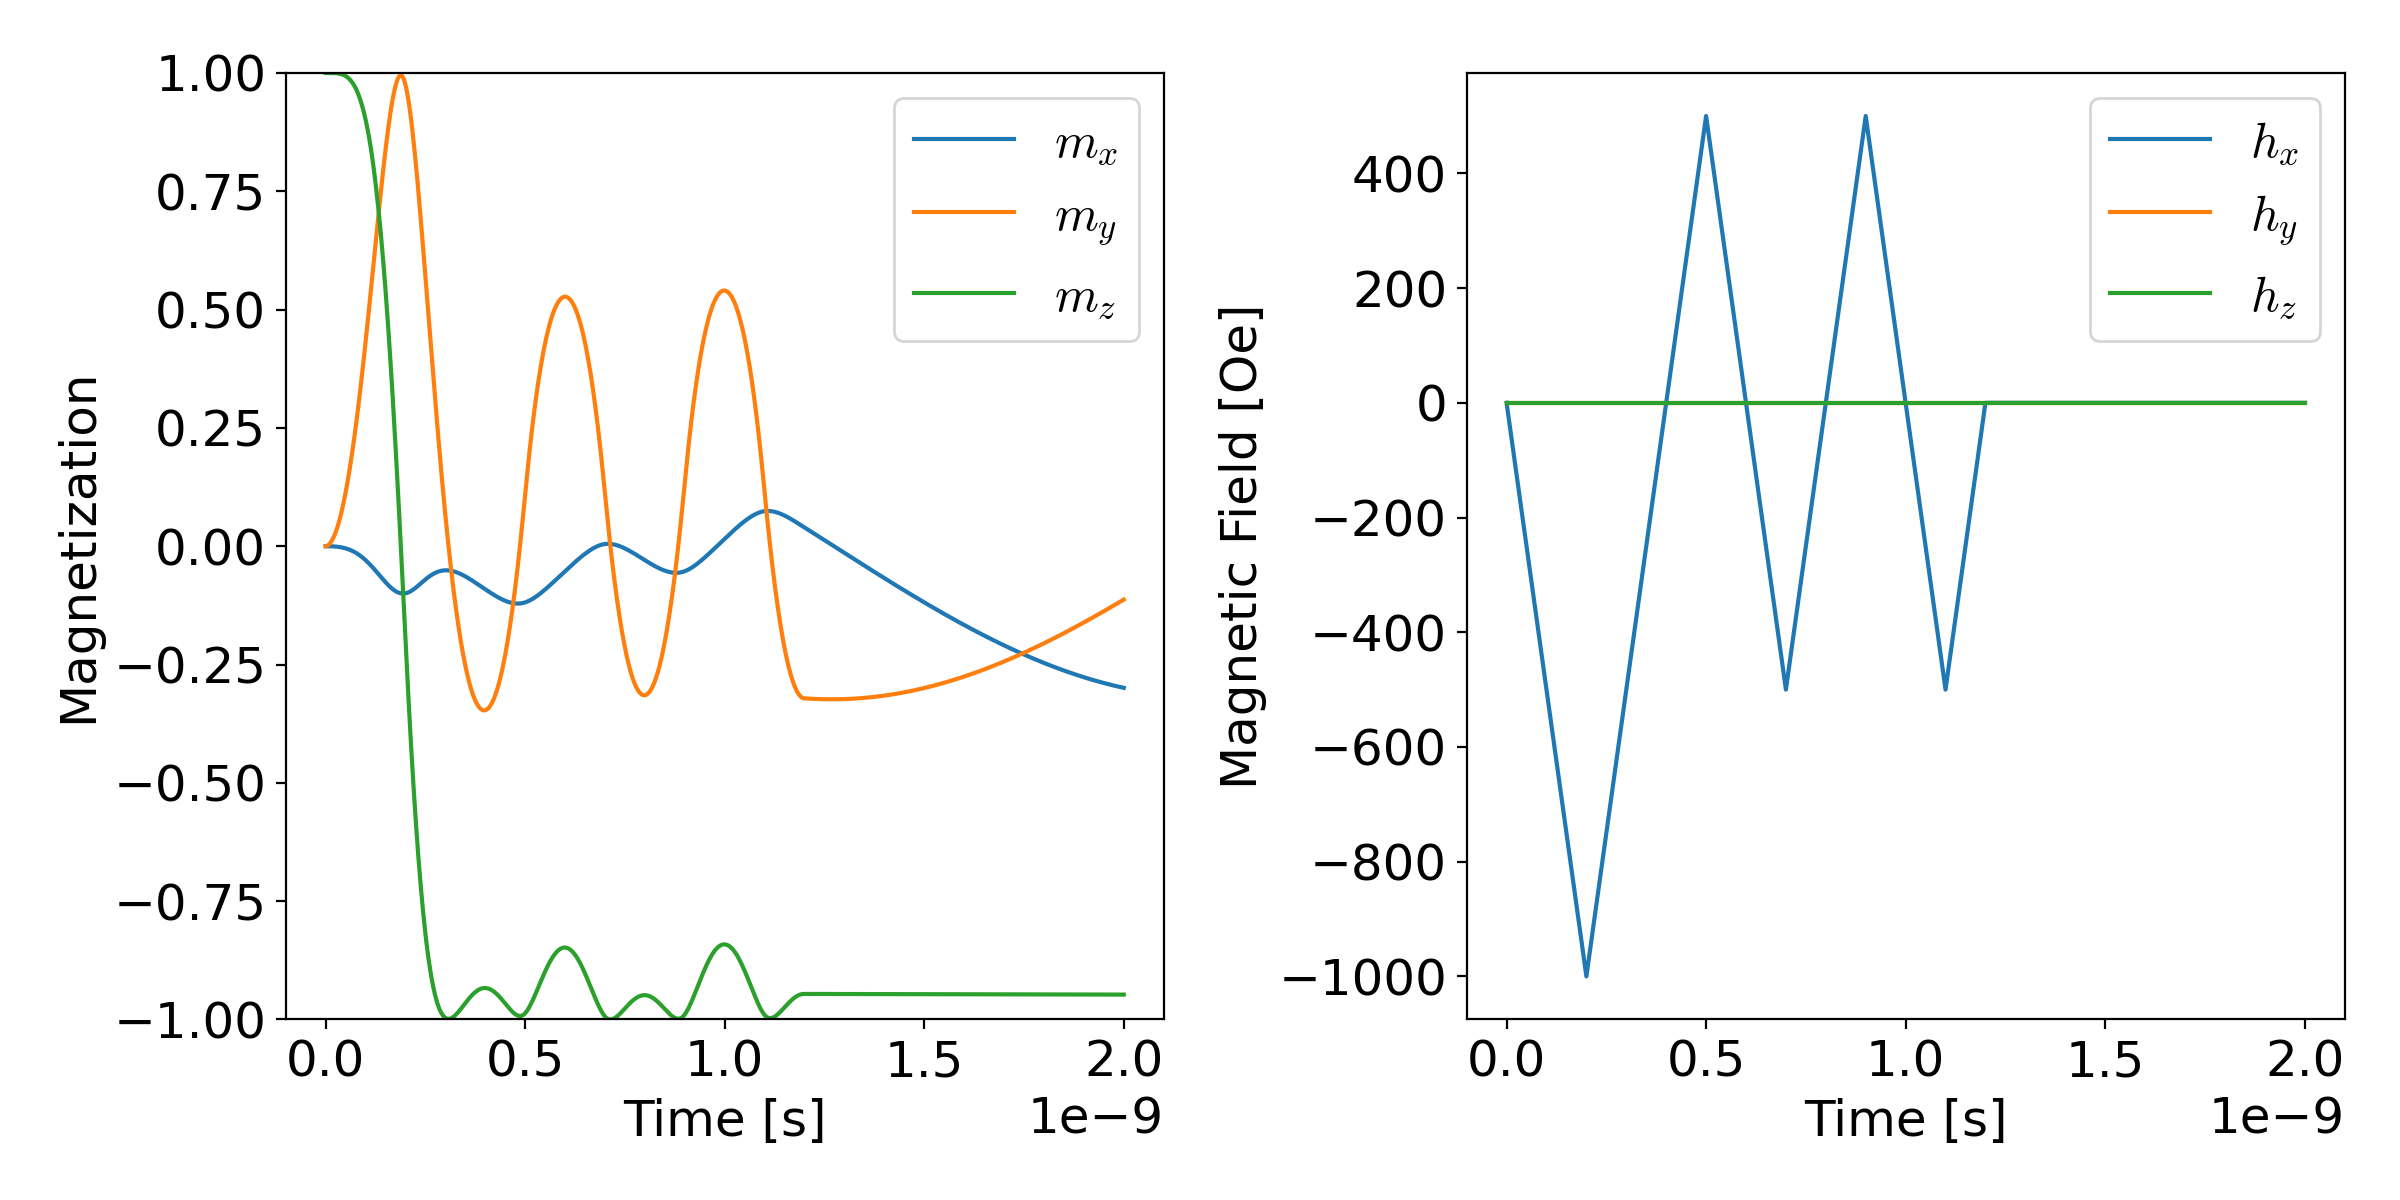 Magnetization
1.00
0.75
0.50
0.25
0.00
−0.25
−0.50
−0.75
−1.00
0.0 0.5 1.0 1.5 2.0
Time [s]
1e−9
m_x
m_y
m_z
Magnetic Field [Oe]
400
200
0
−200
−400
−600
−800
−1000
0.0 0.5 1.0 1.5 2.0
Time [s]
1e−9
h_x
h_y
h_z